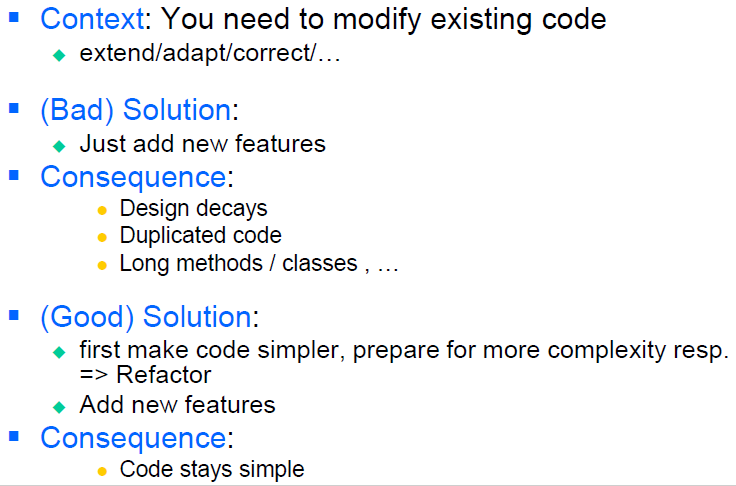 Context: You need to modify existing code
extend/adapt/correct/…
(Bad) Solution:
Just add new features
Consequence:
Design decays
Duplicated code
Long methods / classes , …
(Good) Solution:
first make code simpler, prepare for more complexity resp.
=> Refactor
Add new features
Consequence:
Code stays simple